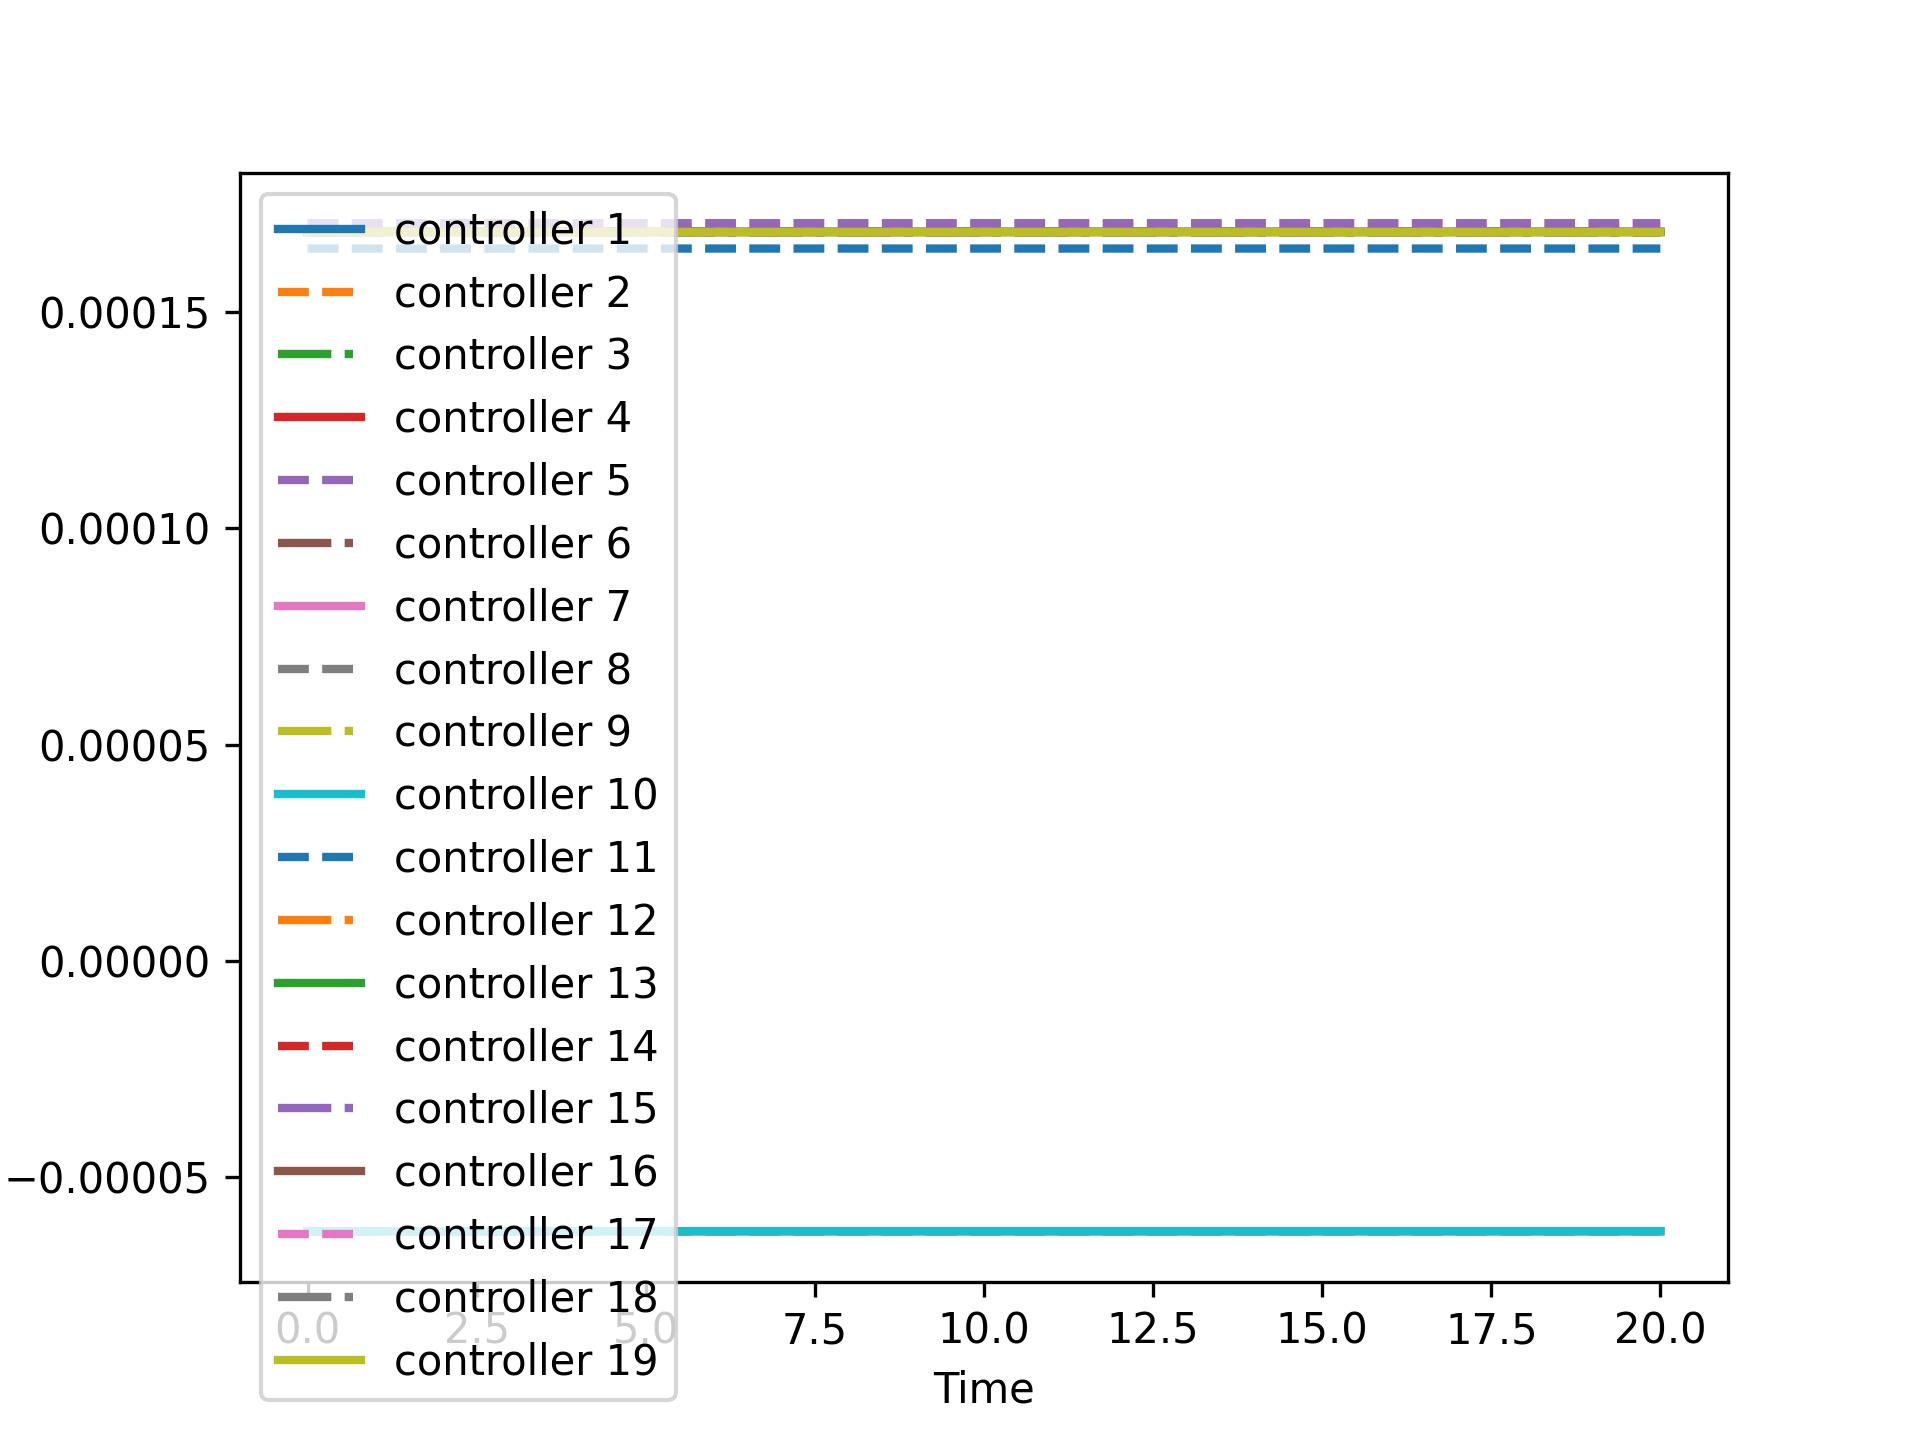 controller 1
controller 2
controller 3
controller 4
controller 5
controller 6
controller 7
controller 8
controller 9
controller 10
controller 11
controller 12
controller 13
controller 14
controller 15
controller 16
controller 17
controller 18
controller 19
0.00015
0.00010
0.00005
0.00000
−0.00005
0.0 2.5 5.0 7.5 10.0 12.5 15.0 17.5 20.0
Time